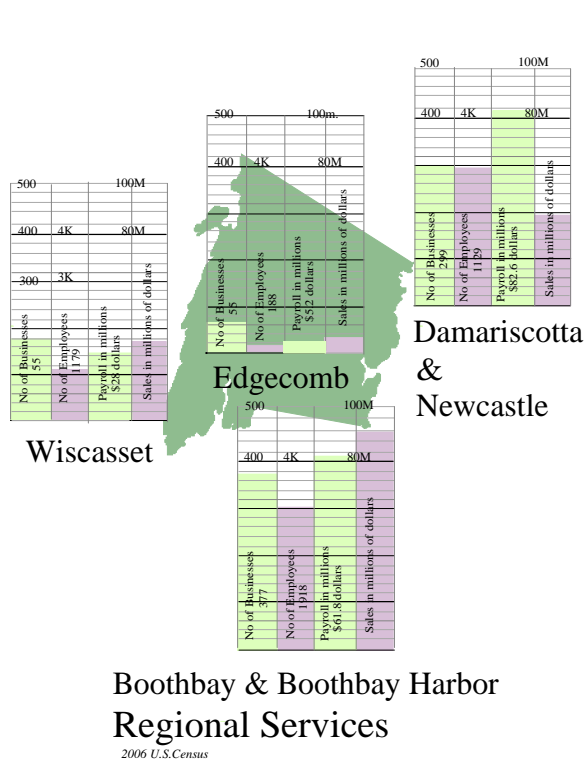 500 100M
400 4K 80M
No of Businesses
299
No of Employees
1129
Payroll in millions
$82.6 dollars
Sales in millions of dollars
Damariscotta
&
Newcastle
500 100m.
400 4K 80M
No of Businesses
55
No of Employees
188
Payroll in millions
$5.2 dollars
Sales in millions of dollars
Edgecomb
500 100M
400 4K 80M
300 3K
No of Businesses
55
No of Employees
1179
Payroll in millions
$28 dollars
Sales in millions of dollars
Wiscasset
500 100M
400 4K 80M
No of Businesses
377
No of Employees
1918
Payroll in millions
$61.8 dollars
Sales in millions of dollars
Boothbay & Boothbay Harbor
Regional Services
2006 U.S.Census